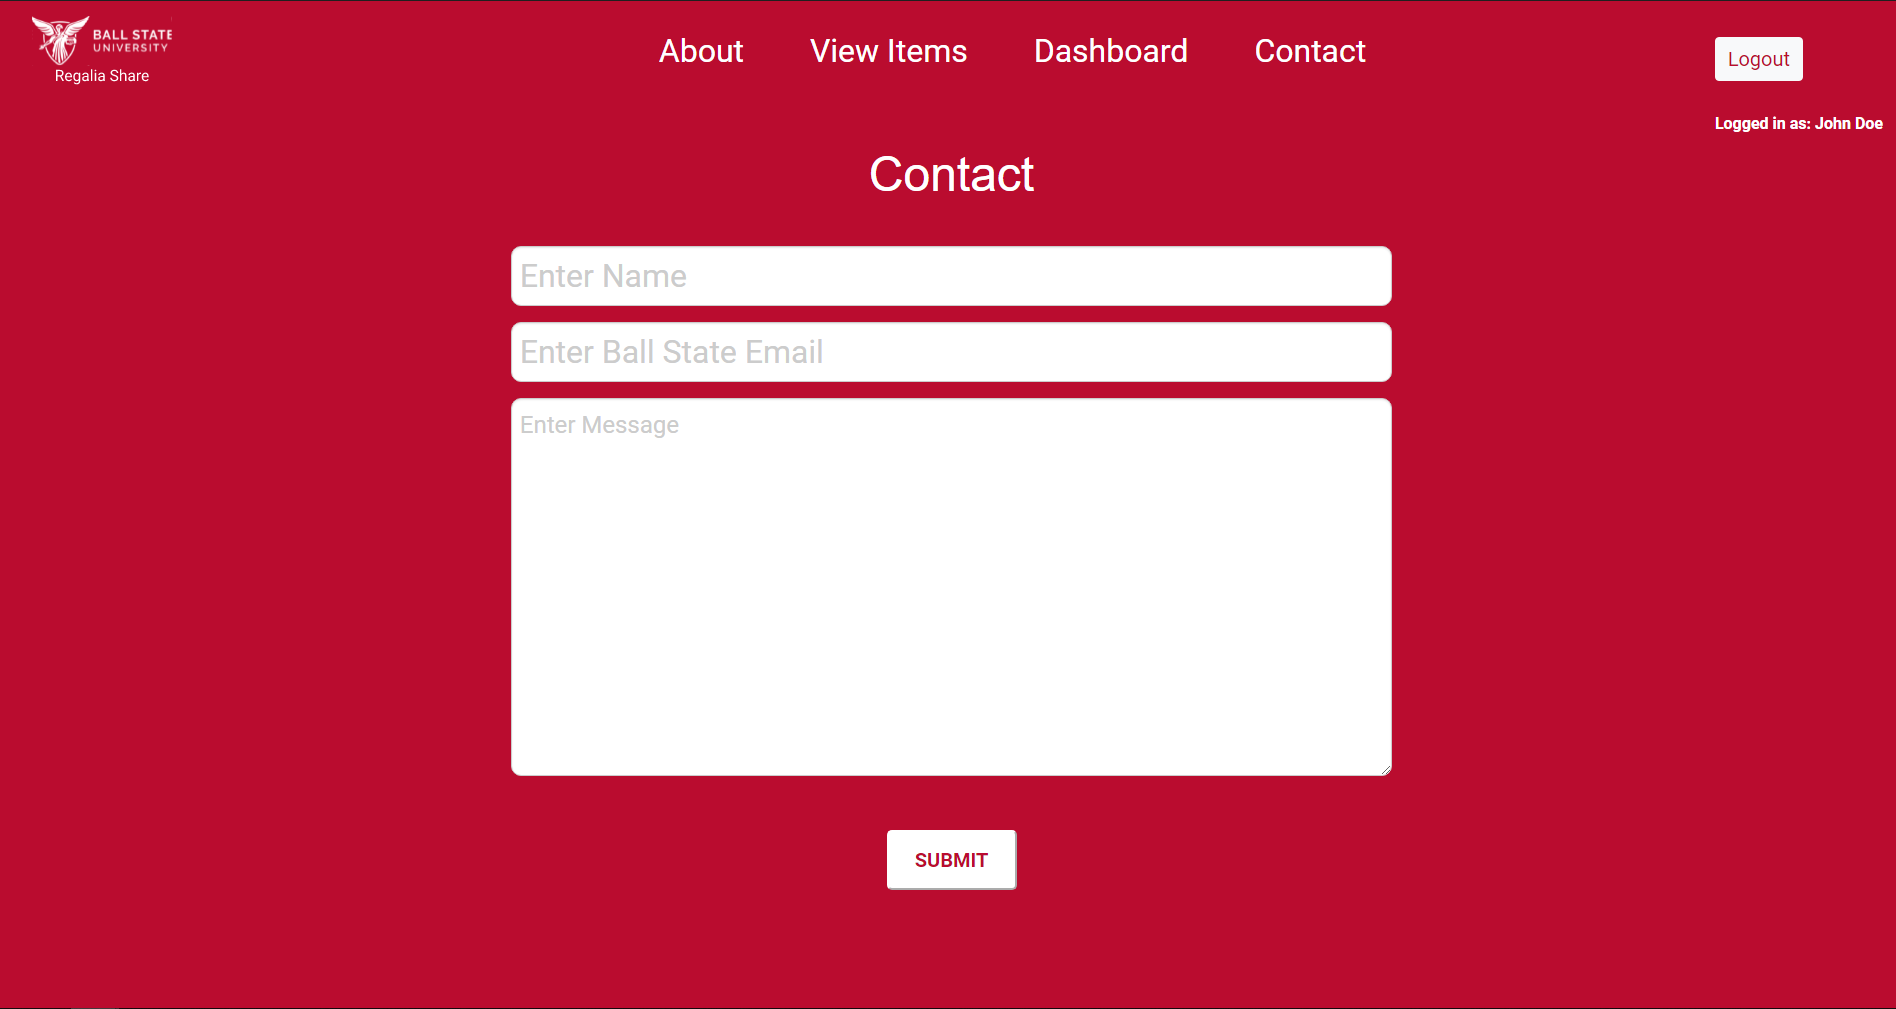 BALL STATE
UNIVERSITY
Regalia Share
About View Items Dashboard Contact
Logout
Logged in as: John Doe
Contact
Enter Name
Enter Ball State Email
Enter Message
SUBMIT